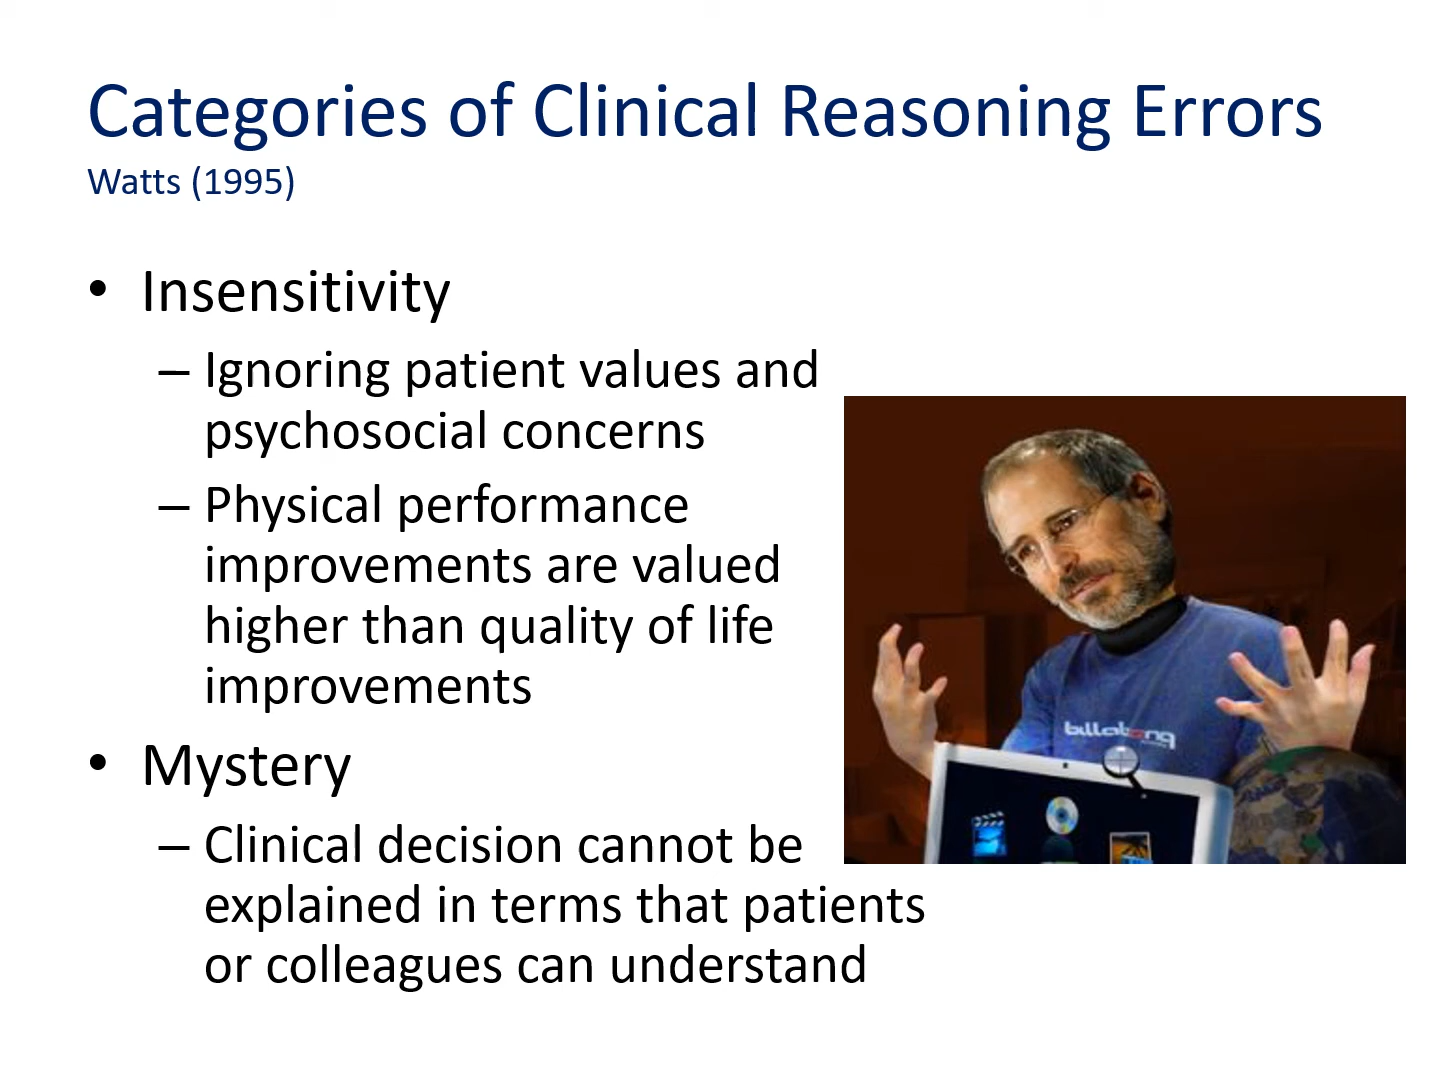 Categories of Clinical Reasoning Errors
Watts (1995)
• Insensitivity
– Ignoring patient values and
psychosocial concerns
– Physical performance
improvements are valued
higher than quality of life
improvements
• Mystery
– Clinical decision cannot be
explained in terms that patients
or colleagues can understand
billabong